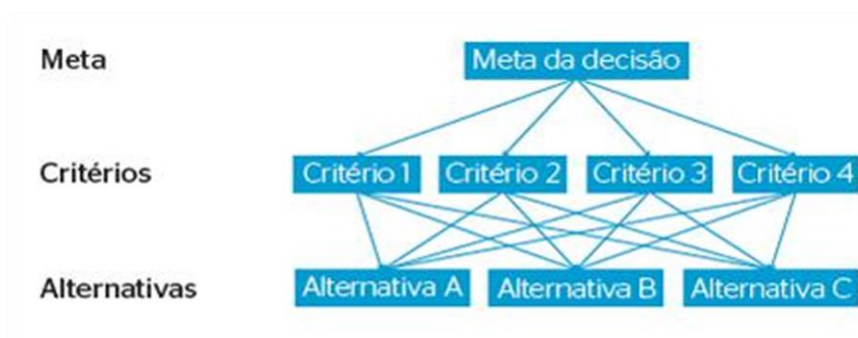 Meta
Meta da decisão
Critérios
Critério 1
Critério 2
Critério 3
Critério 4
Alternativas
Alternativa A
Alternativa B
Alternativa C